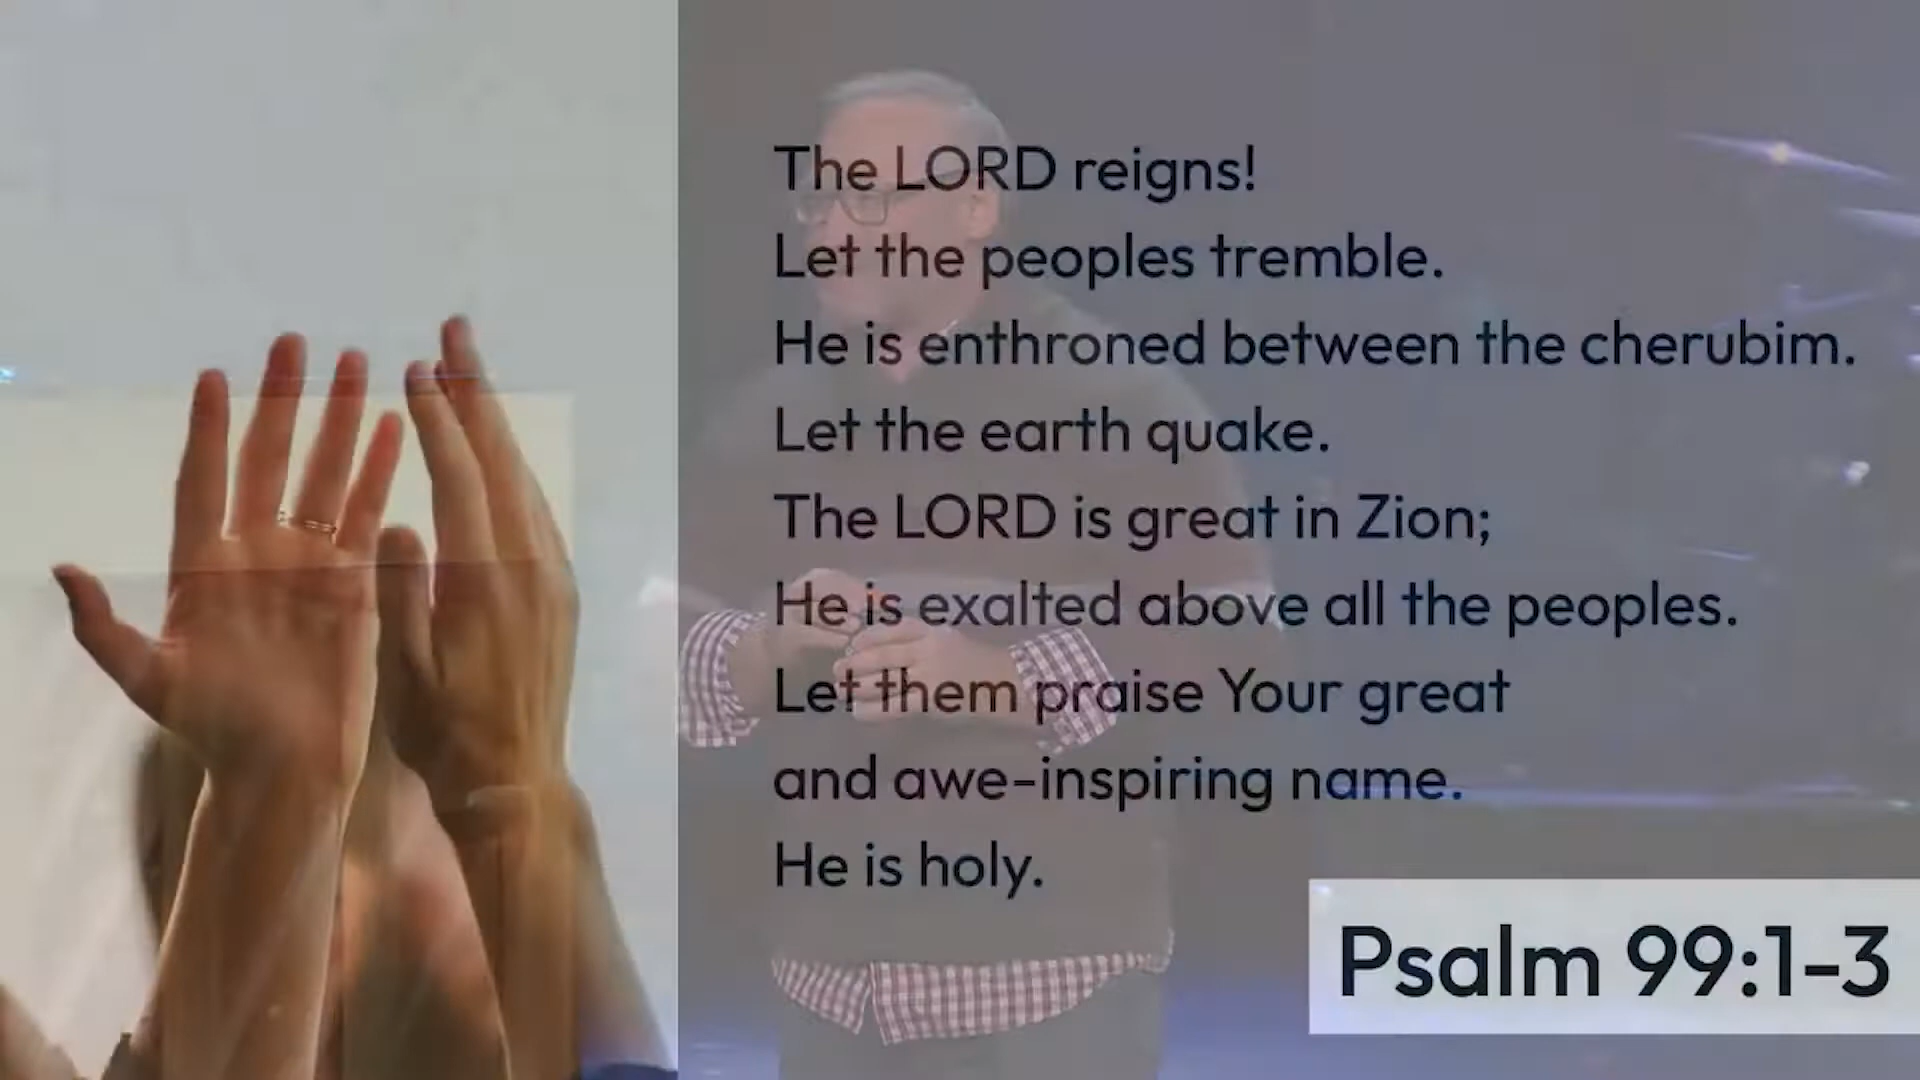 The LORD reigns!
Let the peoples tremble.
He is enthroned between the cherubim.
Let the earth quake.
The LORD is great in Zion;
He is exalted above all the peoples.
Let them praise Your great
and awe-inspiring name.
He is holy.
Psalm 99:1-3